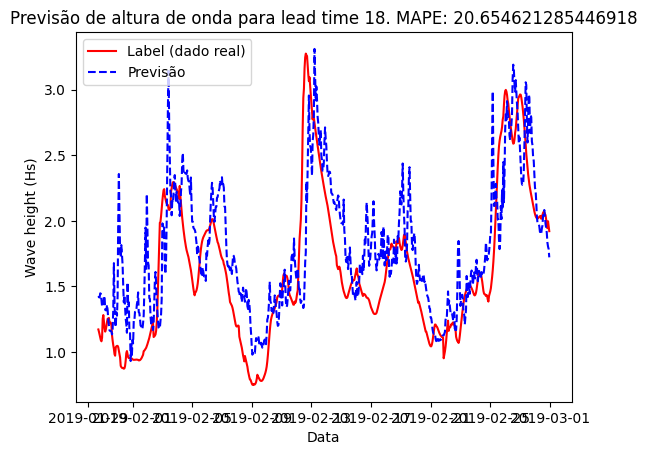 Previsão de altura de onda para lead time 18. MAPE: 20.654621285446918
Label (dado real)
Previsão
Wave height (Hs)
3.0
2.5
2.0
1.5
1.0
2019-01-29 2019-02-01 2019-02-05 2019-02-09 2019-02-13 2019-02-17 2019-02-21 2019-02-25 2019-03-01
Data